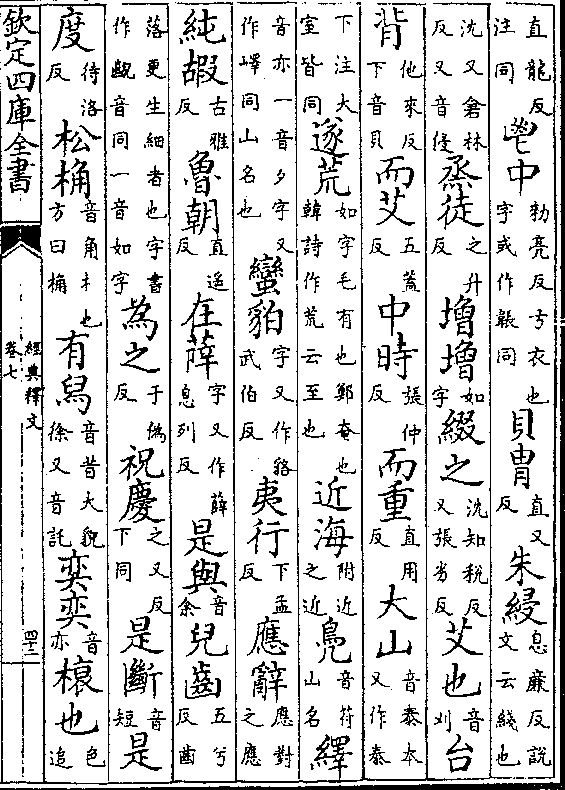 直龍反注同鬯中勑亮反弓衣也字或作韔同貝冑直又反朱綅息廉反說文云綫也
沈又倉林反又音侵烝徒之升反增增如字綴之沈知稅反又張劣反艾也音刈台
背他來反下音貝而艾五蓋反中時張仲反而重直用反大山音泰本又作泰
下注大室皆同遂荒如字毛有也鄭奄也韓詩作荒云至也近海附近之近鳧音符山名繹
音亦一音夕字又作嶧同山名也蠻貊字又作貉武伯反夷行下孟反應辭應對之應
純嘏古雅反魯朝直遙反在薛字又作薛息列反是與音余兒齒五兮反齒
落更生細者也字書作齯音同一音如字為之于偽反祝慶之又反下同是斷音短是
度待洛反松桷音角木也方曰桷有舄音昔大貌徐又音託奕奕音亦榱也色追
欽定四庫全書
經典釋文
卷七